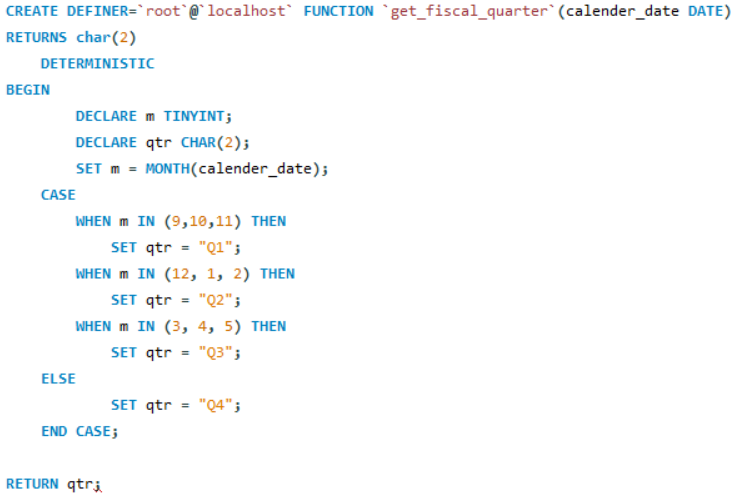 CREATE DEFINER=`root`@`localhost` FUNCTION `get_fiscal_quarter`(calender_date DATE)
RETURNS char(2)
    DETERMINISTIC
BEGIN
        DECLARE m TINYINT;
        DECLARE qtr CHAR(2);
        SET m = MONTH(calender_date);
    CASE
        WHEN m IN (9,10,11) THEN
            SET qtr = "Q1";
        WHEN m IN (12, 1, 2) THEN
            SET qtr = "Q2";
        WHEN m IN (3, 4, 5) THEN
            SET qtr = "Q3";
    ELSE
            SET qtr = "Q4";
    END CASE;
RETURN qtr;